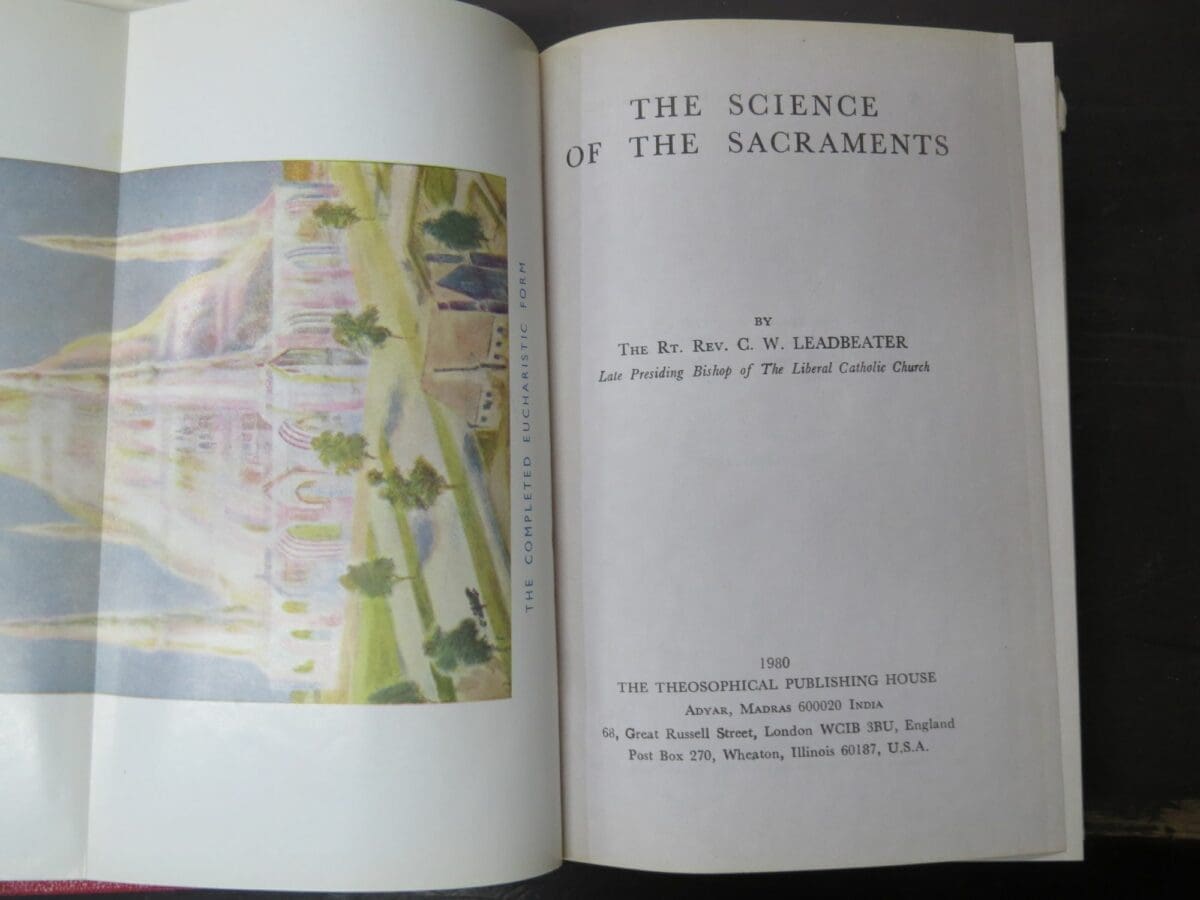 THE COMPLETED EUCHARISTIC FORM
THE SCIENCE
OF THE SACRAMENTS
BY
THE RT. REV. C. W. LEADBEATER
Late Presiding Bishop of The Liberal Catholic Church
1980
THE THEOSOPHICAL PUBLISHING HOUSE
ADYAR, MADRAS 600020 INDIA
68, Great Russell Street, London WCIB 3BU, England
Post Box 270, Wheaton, Illinois 60187, U.S.A.